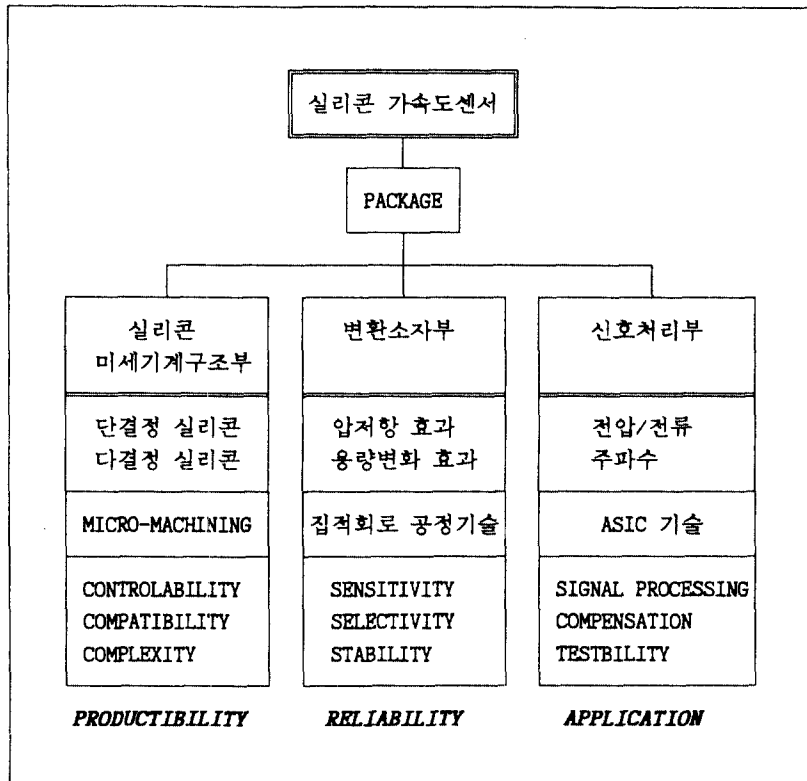 실리콘 가속도센서
PACKAGE
실리콘
미세기계구조부
단결정 실리콘
다결정 실리콘
MICRO-MACHINING
CONTROLABILITY
COMPATIBILITY
COMPLEXITY
PRODUCTIBILITY
변환소자부
압저항 효과
용량변화 효과
집적회로 공정기술
SENSITIVITY
SELECTIVITY
STABILITY
RELIABILITY
신호처리부
전압/전류
주파수
ASIC 기술
SIGNAL PROCESSING
COMPENSATION
TESTBILITY
APPLICATION